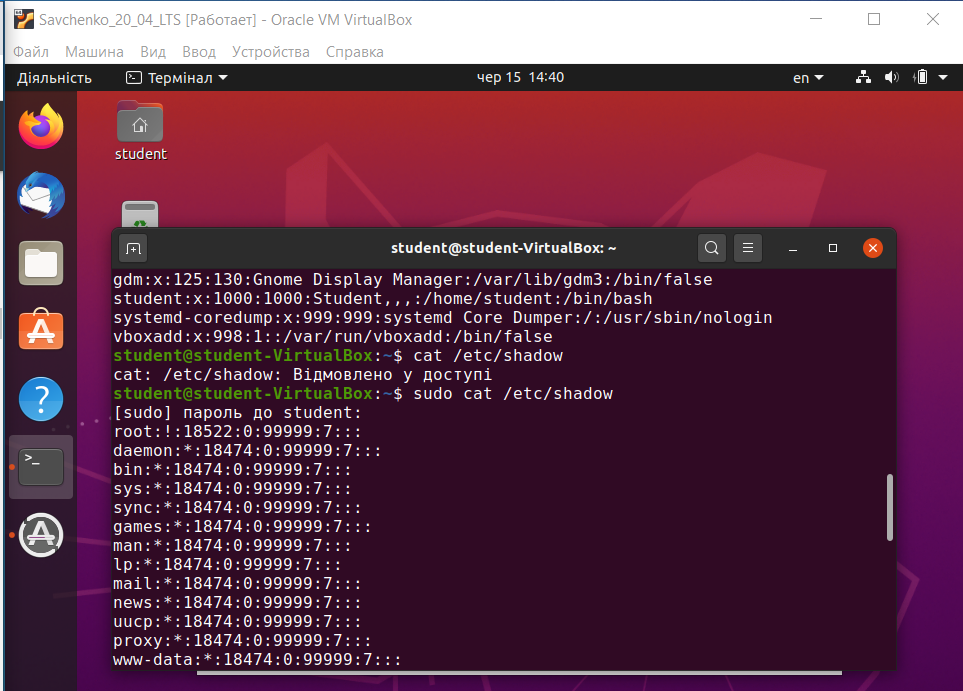 Savchenko_20_04_LTS [Работает] - Oracle VM VirtualBox
Файл Машина Вид Ввод Устройства Справка
Діяльність Термінал чер 15 14:40 en
student
student@student-VirtualBox: ~
gdm:x:125:130:Gnome Display Manager:/var/lib/gdm3:/bin/false
student:x:1000:1000:Student,,,:/home/student:/bin/bash
systemd-coredump:x:999:999:systemd Core Dumper:/:/usr/sbin/nologin
vboxadd:x:998:1::/var/run/vboxadd:/bin/false
student@student-VirtualBox:~$ cat /etc/shadow
cat: /etc/shadow: Відмовлено у доступі
student@student-VirtualBox:~$ sudo cat /etc/shadow
[sudo] пароль до student:
root:!:18522:0:99999:7:::
daemon:*:18474:0:99999:7:::
bin:*:18474:0:99999:7:::
sys:*:18474:0:99999:7:::
sync:*:18474:0:99999:7:::
games:*:18474:0:99999:7:::
man:*:18474:0:99999:7:::
lp:*:18474:0:99999:7:::
mail:*:18474:0:99999:7:::
news:*:18474:0:99999:7:::
uucp:*:18474:0:99999:7:::
proxy:*:18474:0:99999:7:::
www-data:*:18474:0:99999:7:::